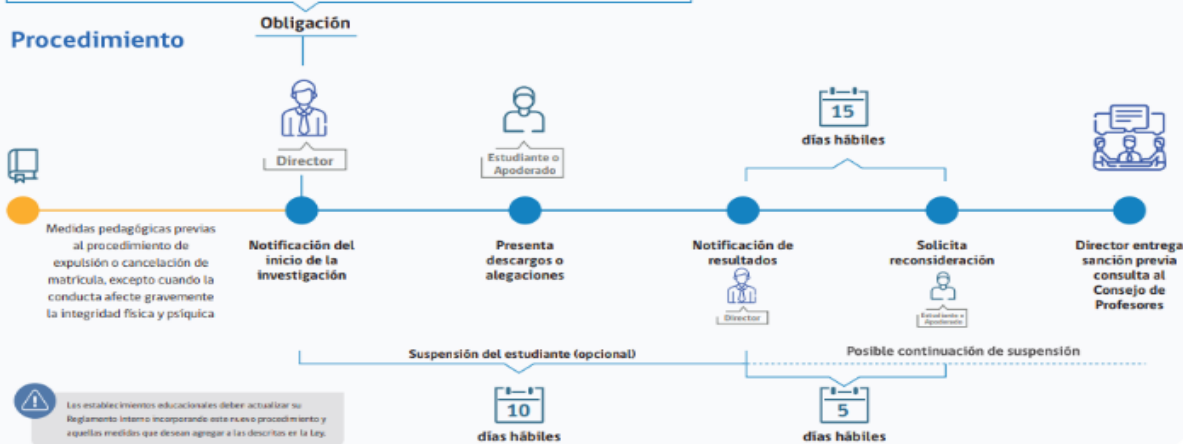 Procedimiento
Obligación
Director
Estudiante o
Apoderado
15
días hábiles
Medidas pedagógicas previas
al procedimiento de
expulsión o cancelación de
matrícula, excepto cuando la
conducta afecte gravemente
la integridad física y psíquica
Notificación del
inicio de la
investigación
Presenta
descargos o
alegaciones
Notificación de
resultados
Director
Solicita
reconsideración
Estudiante o
Apoderado
Director entrega
sanción previa
consulta al
Consejo de
Profesores
Suspensión del estudiante (opcional)
Posible continuación de suspensión
10
días hábiles
5
días hábiles
Los establecimientos educacionales deben actualizar su
Reglamento Interno incorporando este nuevo procedimiento y
aquellas medidas que desean agregar a las descritas en la Ley.